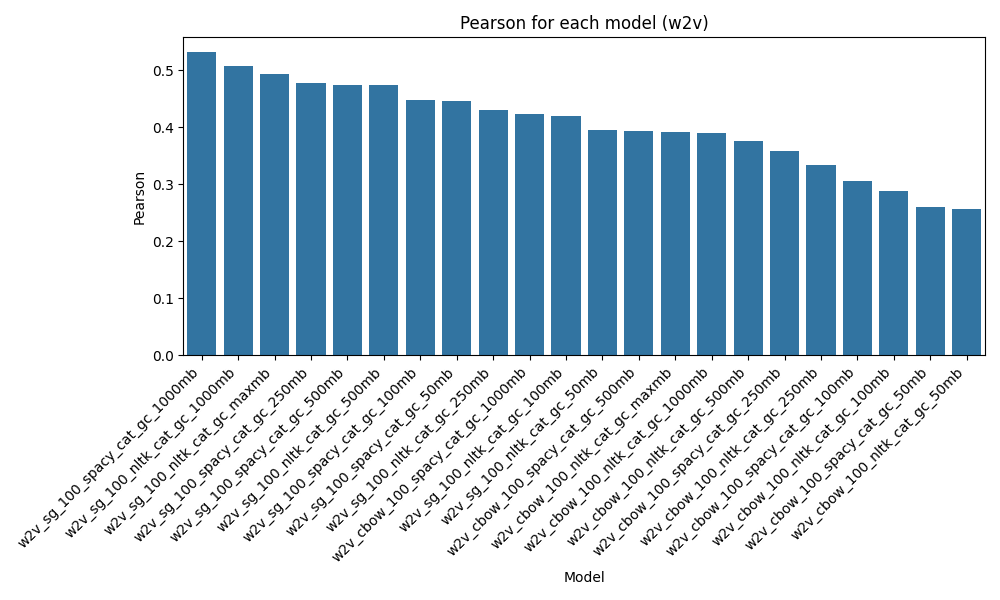 Pearson for each model (w2v)
0.5
0.4
0.3
0.2
0.1
0.0
Pearson
w2v_sg_100_spacy_cat_gc_1000mb
w2v_sg_100_nltk_cat_gc_1000mb
w2v_sg_100_nltk_cat_gc_maxmb
w2v_sg_100_spacy_cat_gc_250mb
w2v_sg_100_spacy_cat_gc_500mb
w2v_sg_100_nltk_cat_gc_500mb
w2v_sg_100_spacy_cat_gc_100mb
w2v_sg_100_spacy_cat_gc_50mb
w2v_sg_100_nltk_cat_gc_250mb
w2v_cbow_100_spacy_cat_gc_1000mb
w2v_sg_100_nltk_cat_gc_100mb
w2v_sg_100_nltk_cat_gc_50mb
w2v_cbow_100_spacy_cat_gc_500mb
w2v_cbow_100_nltk_cat_gc_maxmb
w2v_cbow_100_nltk_cat_gc_1000mb
w2v_cbow_100_nltk_cat_gc_500mb
w2v_cbow_100_spacy_cat_gc_250mb
w2v_cbow_100_nltk_cat_gc_250mb
w2v_cbow_100_spacy_cat_gc_100mb
w2v_cbow_100_nltk_cat_gc_100mb
w2v_cbow_100_spacy_cat_gc_50mb
w2v_cbow_100_nltk_cat_gc_50mb
Model